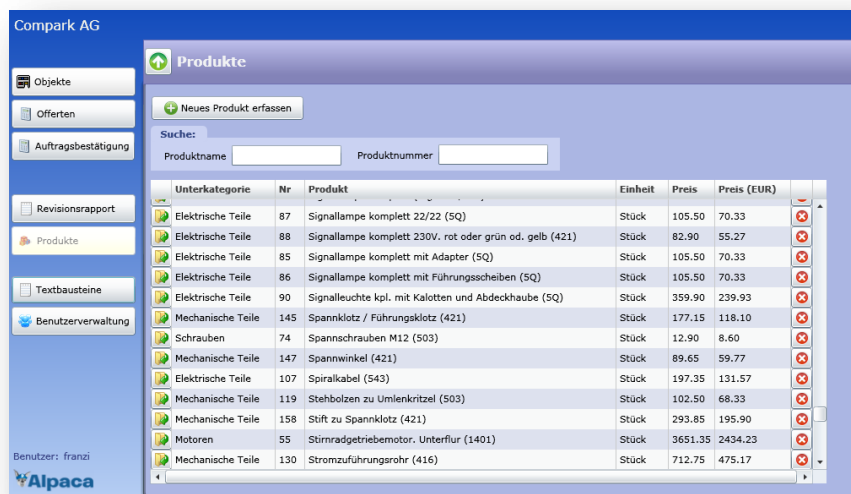 Compark AG
Produkte
Objekte
Offerten
Auftragsbestätigung
Revisionsrapport
Produkte
Textbausteine
Benutzerverwaltung
Benutzer: franzi
Alpaca
Neues Produkt erfassen
Suche:
Produktname Produktnummer
Unterkategorie Nr Produkt Einheit Preis Preis (EUR)
Elektrische Teile 87 Signallampe komplett 22/22 (5Q) Stück 105.50 70.33
Elektrische Teile 88 Signallampe komplett 230V. rot oder grün od. gelb (421) Stück 82.90 55.27
Elektrische Teile 85 Signallampe komplett mit Adapter (5Q) Stück 105.50 70.33
Elektrische Teile 86 Signallampe komplett mit Führungsscheiben (5Q) Stück 105.50 70.33
Elektrische Teile 90 Signalleuchte kpl. mit Kalotten und Abdeckhaube (5Q) Stück 359.90 239.93
Mechanische Teile 145 Spannklotz / Führungsklotz (421) Stück 177.15 118.10
Schrauben 74 Spannschrauben M12 (503) Stück 12.90 8.60
Mechanische Teile 147 Spannwinkel (421) Stück 89.65 59.77
Elektrische Teile 107 Spiralkabel (543) Stück 197.35 131.57
Mechanische Teile 119 Stehbolzen zu Umlenkritzel (503) Stück 102.50 68.33
Mechanische Teile 158 Stift zu Spannklotz (421) Stück 293.85 195.90
Motoren 55 Stirnradgetriebemotor. Unterflur (1401) Stück 3651.35 2434.23
Mechanische Teile 130 Stromzuführungsrohr (416) Stück 712.75 475.17